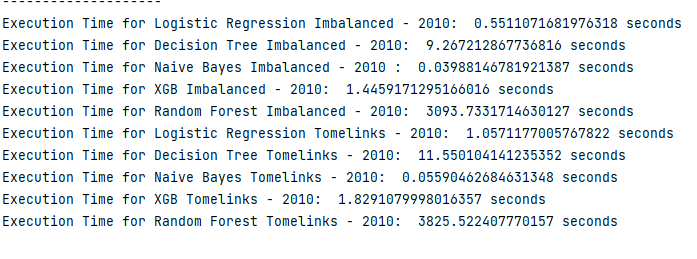 --------------------
Execution Time for Logistic Regression Imbalanced - 2010:  0.5511071681976318 seconds
Execution Time for Decision Tree Imbalanced - 2010:  9.267212867736816 seconds
Execution Time for Naive Bayes Imbalanced - 2010 :  0.03988146781921387 seconds
Execution Time for XGB Imbalanced - 2010:  1.4459171295166016 seconds
Execution Time for Random Forest Imbalanced - 2010:  3093.7331714630127 seconds
Execution Time for Logistic Regression Tomelinks - 2010:  1.0571177005767822 seconds
Execution Time for Decision Tree Tomelinks - 2010:  11.550104141235352 seconds
Execution Time for Naive Bayes Tomelinks - 2010:  0.05590462684631348 seconds
Execution Time for XGB Tomelinks - 2010:  1.8291079998016357 seconds
Execution Time for Random Forest Tomelinks - 2010:  3825.522407770157 seconds